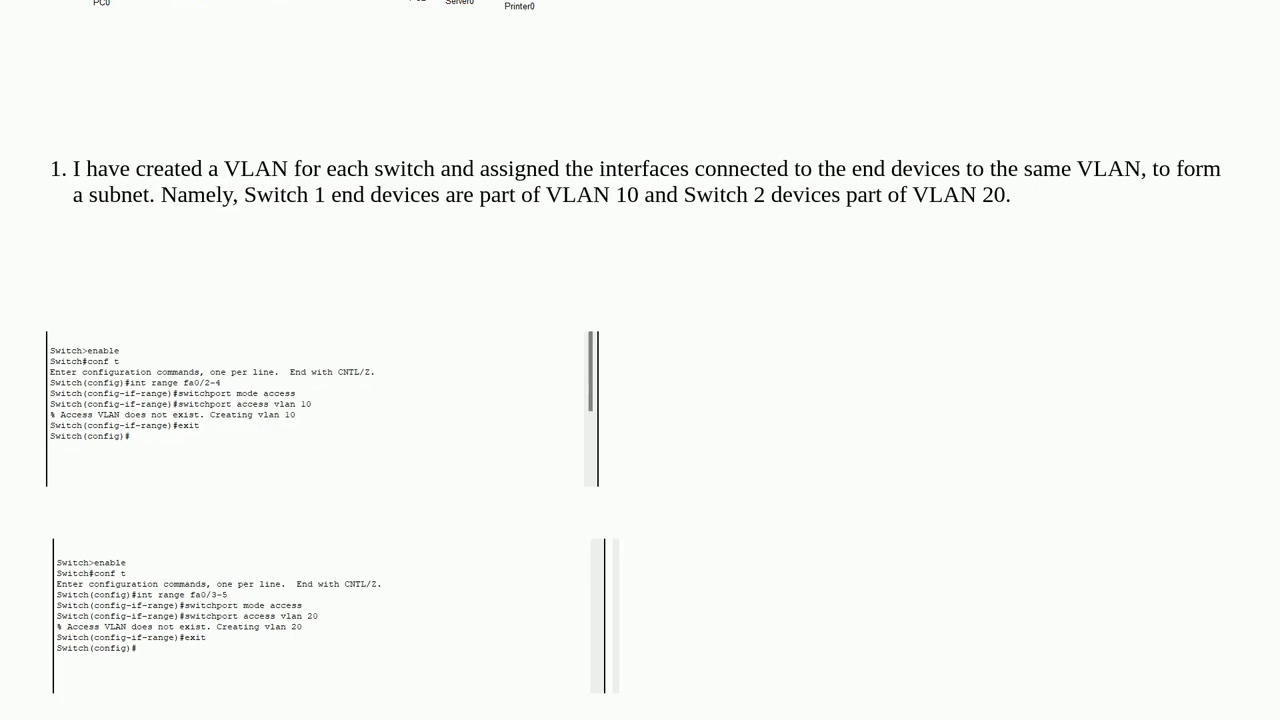 PC0
Server0
Printer0
1. I have created a VLAN for each switch and assigned the interfaces connected to the end devices to the same VLAN, to form
a subnet. Namely, Switch 1 end devices are part of VLAN 10 and Switch 2 devices part of VLAN 20.
Switch>enable
Switch#conf t
Enter configuration commands, one per line.  End with CNTL/Z.
Switch(config)#int range fa0/2-4
Switch(config-if-range)#switchport mode access
Switch(config-if-range)#switchport access vlan 10
% Access VLAN does not exist. Creating vlan 10
Switch(config-if-range)#exit
Switch(config)#
Switch>enable
Switch#conf t
Enter configuration commands, one per line.  End with CNTL/Z.
Switch(config)#int range fa0/3-5
Switch(config-if-range)#switchport mode access
Switch(config-if-range)#switchport access vlan 20
% Access VLAN does not exist. Creating vlan 20
Switch(config-if-range)#exit
Switch(config)#